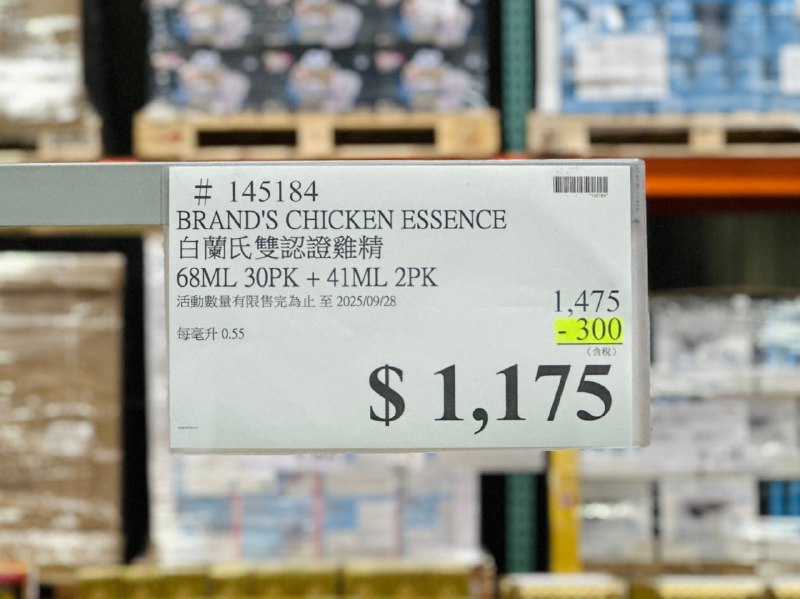 # 145184
BRAND'S CHICKEN ESSENCE
白蘭氏雙認證雞精
68ML 30PK + 41ML 2PK
活動數量有限售完為止 至 2025/09/28
每毫升 0.55
1,475
- 300
(含稅)
$ 1,175